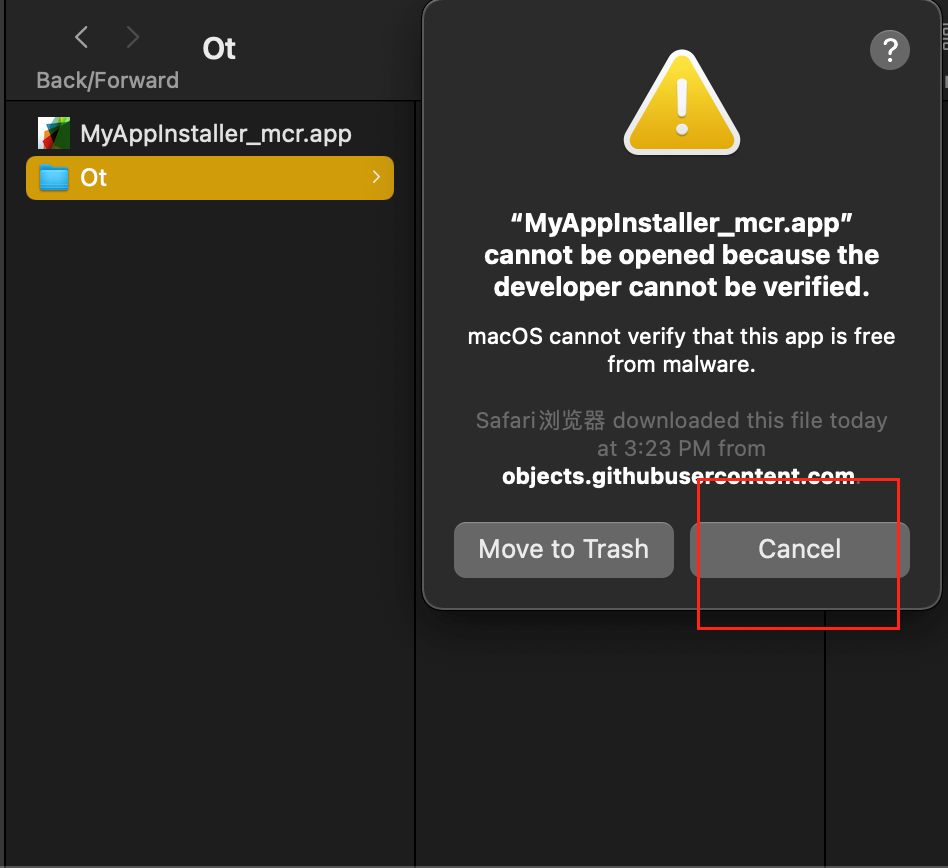 Ot
Back/Forward
MyAppInstaller_mcr.app
Ot
?
“MyAppInstaller_mcr.app”
cannot be opened because the
developer cannot be verified.
macOS cannot verify that this app is free
from malware.
Safari浏览器 downloaded this file today
at 3:23 PM from
objects.githubusercontent.com.
Move to Trash
Cancel